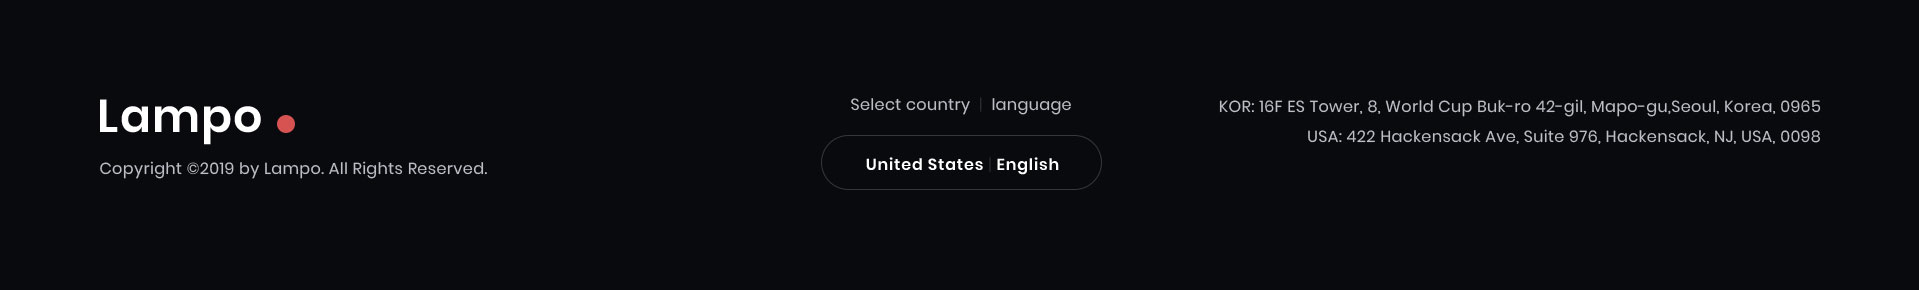 Lampo
Copyright ©2019 by Lampo. All Rights Reserved.
Select country | language
United States | English
KOR: 16F ES Tower, 8, World Cup Buk-ro 42-gil, Mapo-gu,Seoul, Korea, 0965
USA: 422 Hackensack Ave, Suite 976, Hackensack, NJ, USA, 0098